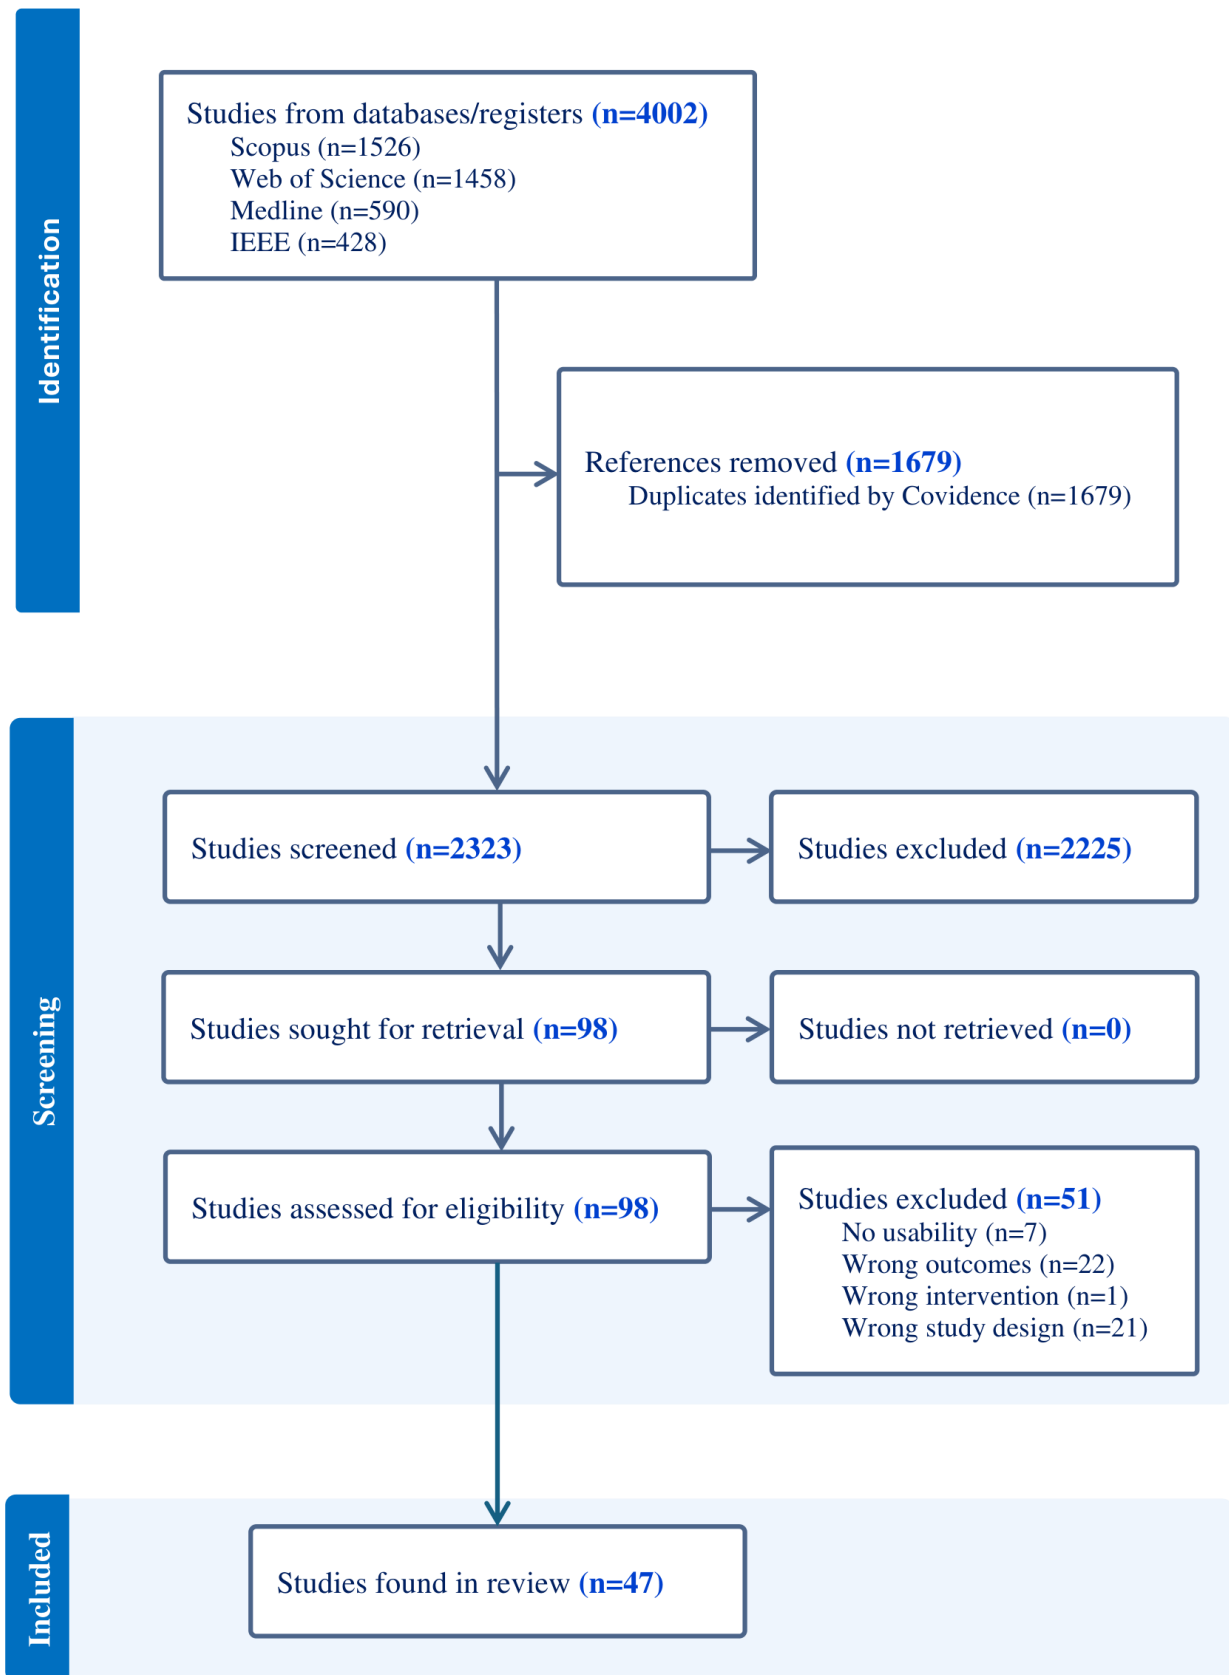 Identification
Studies from databases/registers (n=4002)
Scopus (n=1526)
Web of Science (n=1458)
Medline (n=590)
IEEE (n=428)
References removed (n=1679)
Duplicates identified by Covidence (n=1679)
Screening
Studies screened (n=2323)
Studies excluded (n=2225)
Studies sought for retrieval (n=98)
Studies not retrieved (n=0)
Studies assessed for eligibility (n=98)
Studies excluded (n=51)
No usability (n=7)
Wrong outcomes (n=22)
Wrong intervention (n=1)
Wrong study design (n=21)
Included
Studies found in review (n=47)